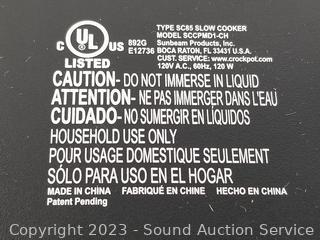 TYPE SC85 SLOW COOKER
MODEL SCCPMD1-CH
Sunbeam Products, Inc.
BOCA RATON, FL 33431 USA
CUST. SERVICE: www.crockpot.com
120V A.C., 60Hz, 120 W
C UL US
LISTED
892G
E12736
CAUTION- DO NOT IMMERSE IN LIQUID
ATTENTION- NE PAS IMMERGER DANS L'EAU
CUIDADO- NO SUMERGIR EN LÍQUIDOS
HOUSEHOLD USE ONLY
POUR USAGE DOMESTIQUE SEULEMENT
SÓLO PARA USO EN EL HOGAR
MADE IN CHINA FABRIQUÉ EN CHINE HECHO EN CHINA
Patent Pending
Copyright 2023 - Sound Auction Service